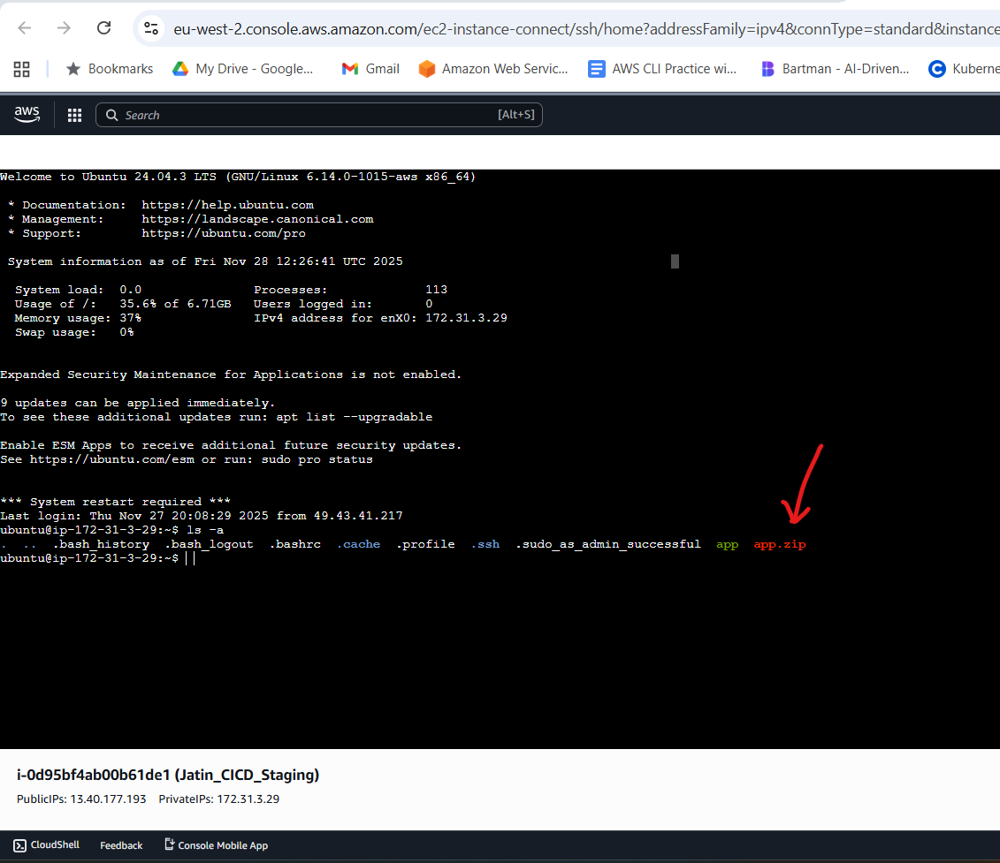 eu-west-2.console.aws.amazon.com/ec2-instance-connect/ssh/home?addressFamily=ipv4&connType=standard&instance
Bookmarks My Drive - Google... Gmail Amazon Web Servic... AWS CLI Practice wi... Bartman - AI-Driven... Kuberne
aws Search [Alt+S]
Welcome to Ubuntu 24.04.3 LTS (GNU/Linux 6.14.0-1015-aws x86_64)
* Documentation: https://help.ubuntu.com
* Management: https://landscape.canonical.com
* Support: https://ubuntu.com/pro
System information as of Fri Nov 28 12:26:41 UTC 2025
System load: 0.0 Processes: 113
Usage of /: 35.6% of 6.71GB Users logged in: 0
Memory usage: 37% IPv4 address for enX0: 172.31.3.29
Swap usage: 0%
Expanded Security Maintenance for Applications is not enabled.
9 updates can be applied immediately.
To see these additional updates run: apt list --upgradable
Enable ESM Apps to receive additional future security updates.
See https://ubuntu.com/esm or run: sudo pro status
*** System restart required ***
Last login: Thu Nov 27 20:08:29 2025 from 49.43.41.217
ubuntu@ip-172-31-3-29:~$ ls -a
. .. .bash_history .bash_logout .bashrc .cache .profile .ssh .sudo_as_admin_successful app app.zip
ubuntu@ip-172-31-3-29:~$
i-0d95bf4ab00b61de1 (Jatin_CICD_Staging)
PublicIPs: 13.40.177.193 PrivateIPs: 172.31.3.29
CloudShell Feedback Console Mobile App